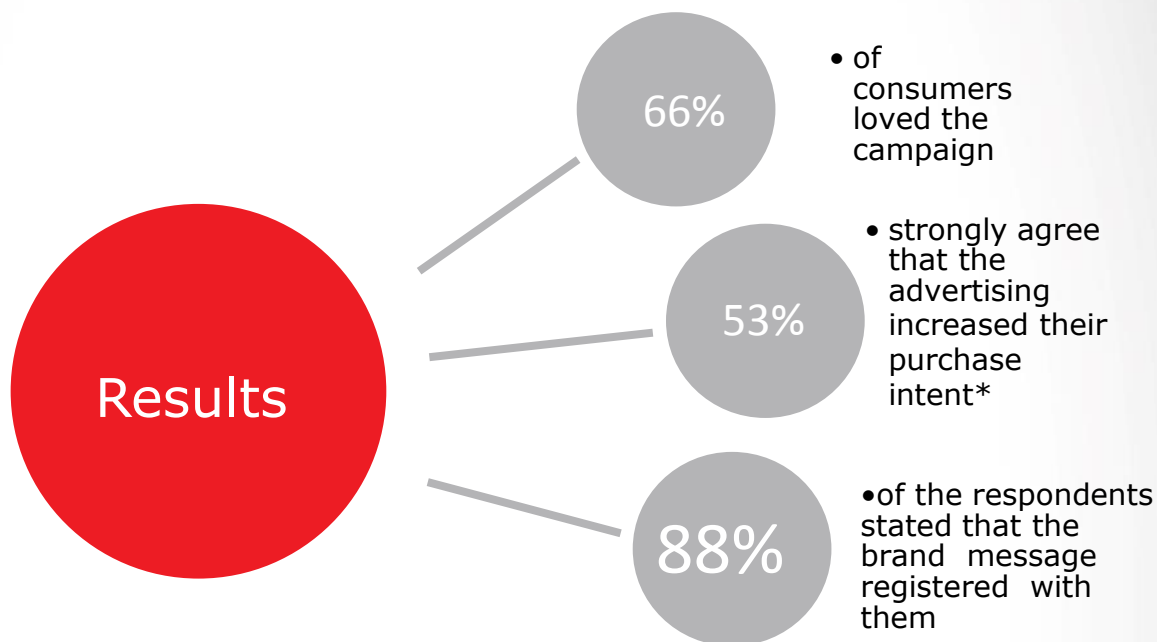 66%
• of
consumers
loved the
campaign
Results
53%
• strongly agree
that the
advertising
increased their
purchase
intent*
88%
•of the respondents
stated that the
brand message
registered with
them